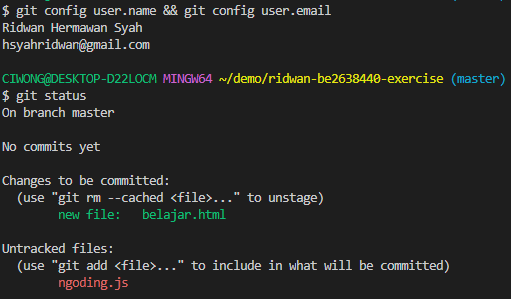 $ git config user.name && git config user.email
Ridwan Hermawan Syah
hsyahridwan@gmail.com

CIWONG@DESKTOP-D22LOCM MINGW64 ~/demo/ridwan-be2638440-exercise (master)
$ git status
On branch master

No commits yet

Changes to be committed:
  (use "git rm --cached <file>..." to unstage)
        new file:   belajar.html

Untracked files:
  (use "git add <file>..." to include in what will be committed)
        ngoding.js